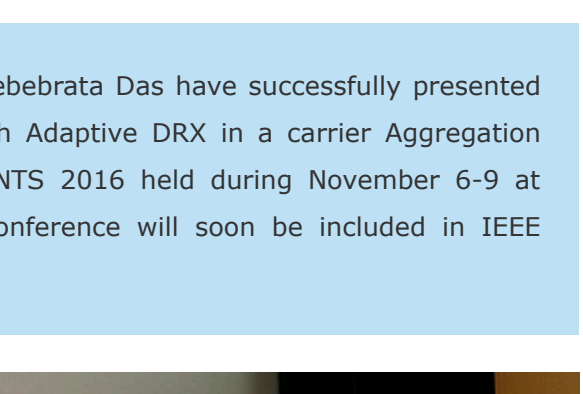 ebebrata Das have successfully presented
Adaptive DRX in a carrier Aggregation
NTS 2016 held during November 6-9 at
onference will soon be included in IEEE